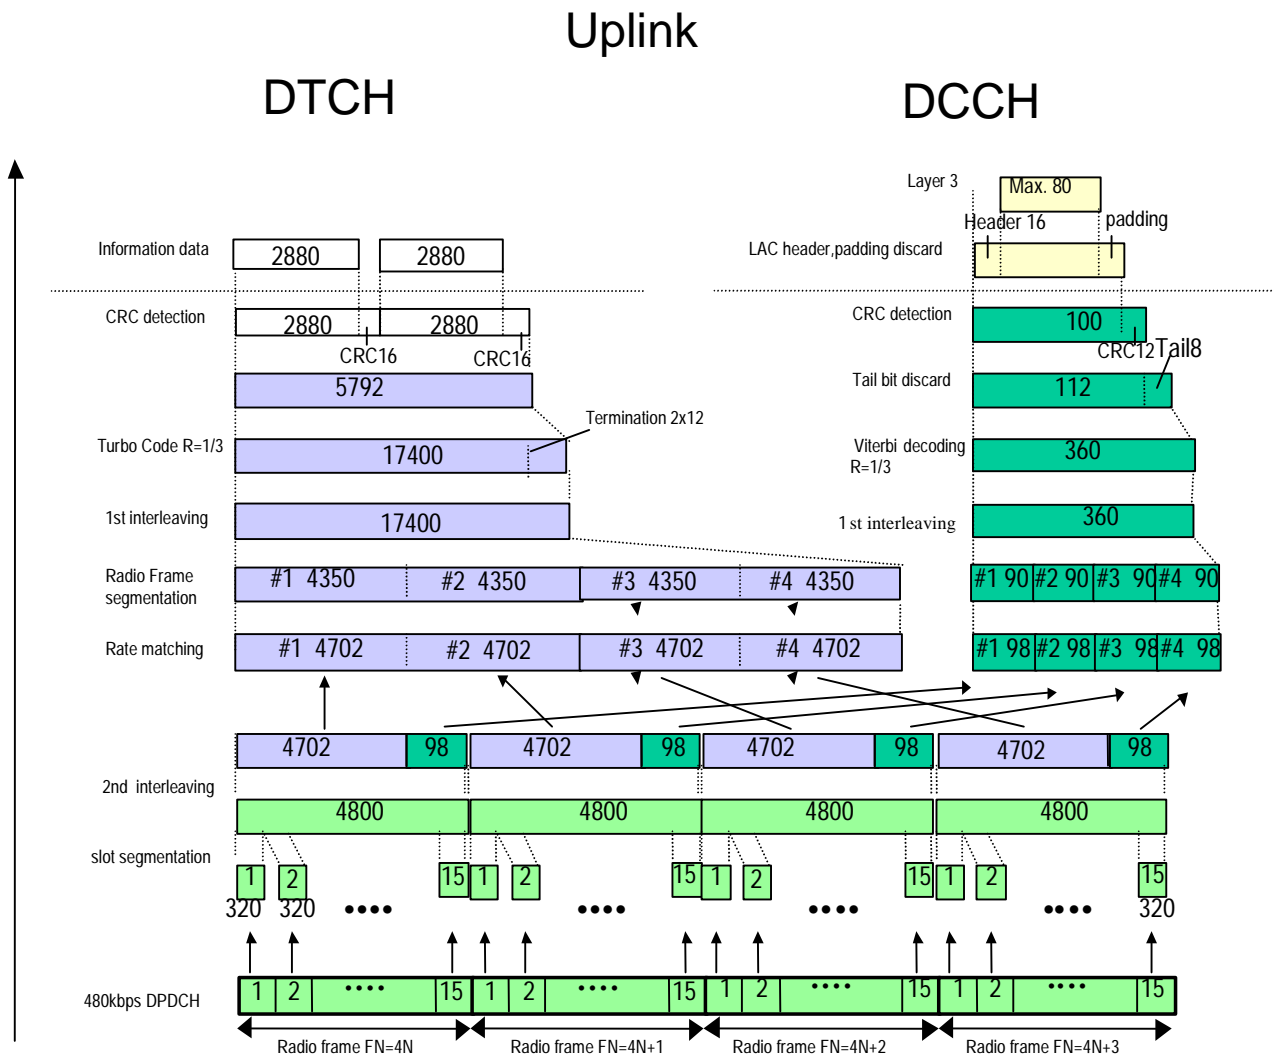 Uplink
DTCH
DCCH
Layer 3
Max. 80
Header 16
padding
Information data
2880
2880
LAC header,padding discard
CRC detection
2880
2880
CRC16
CRC16
CRC detection
100
CRC12
Tail8
5792
Tail bit discard
112
Termination 2x12
Turbo Code R=1/3
17400
Viterbi decoding
R=1/3
360
1st interleaving
17400
1st interleaving
360
Radio Frame
segmentation
#1 4350
#2 4350
#3 4350
#4 4350
#1 90
#2 90
#3 90
#4 90
Rate matching
#1 4702
#2 4702
#3 4702
#4 4702
#1 98
#2 98
#3 98
#4 98
4702
98
4702
98
4702
98
4702
98
2nd interleaving
4800
4800
4800
4800
slot segmentation
1
2
15
1
2
15
1
2
15
1
2
15
320
320
320
480kbps DPDCH
1
2
15
1
2
15
1
2
15
1
2
15
Radio frame FN=4N
Radio frame FN=4N+1
Radio frame FN=4N+2
Radio frame FN=4N+3